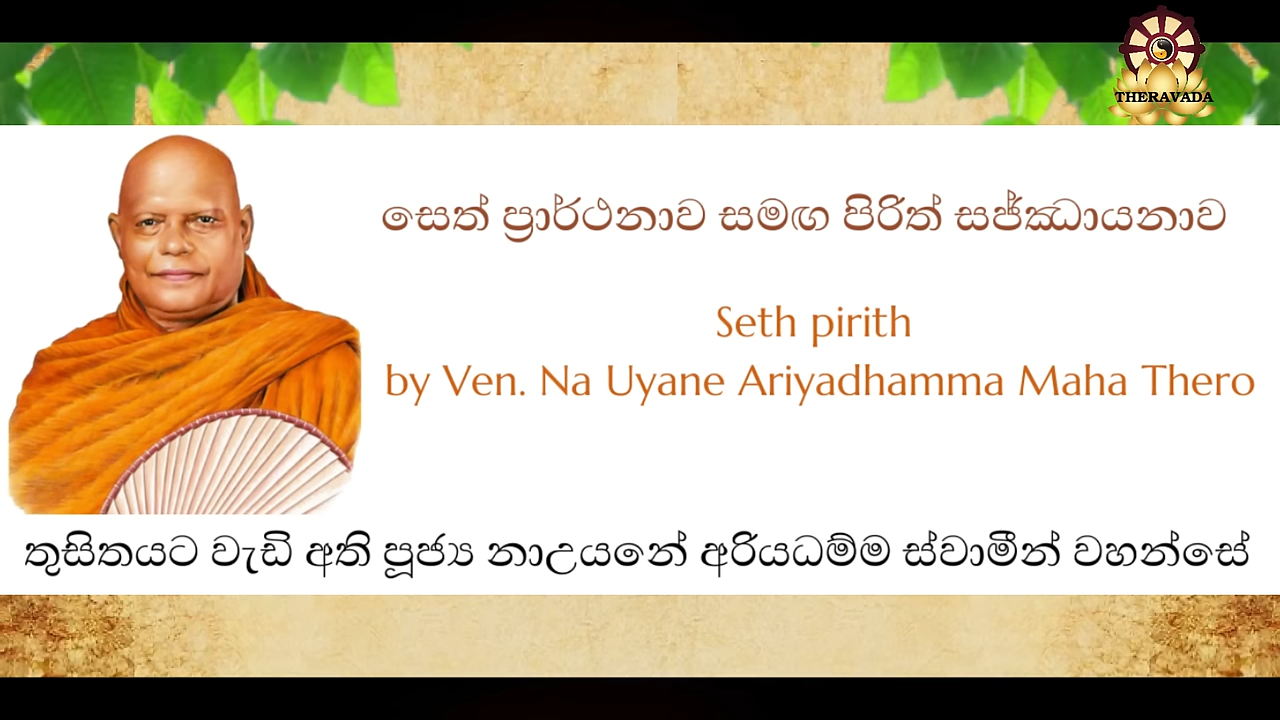 THERAVADA
සෙත් ප්‍රාර්ථනාව සමඟ පිරිත් සජ්ඣායනාව
Seth pirith
by Ven. Na Uyane Ariyadhamma Maha Thero
තුසිතයට වැඩි අති පූජ්‍ය නාඋයනේ අරියධම්ම ස්වාමීන් වහන්සේ